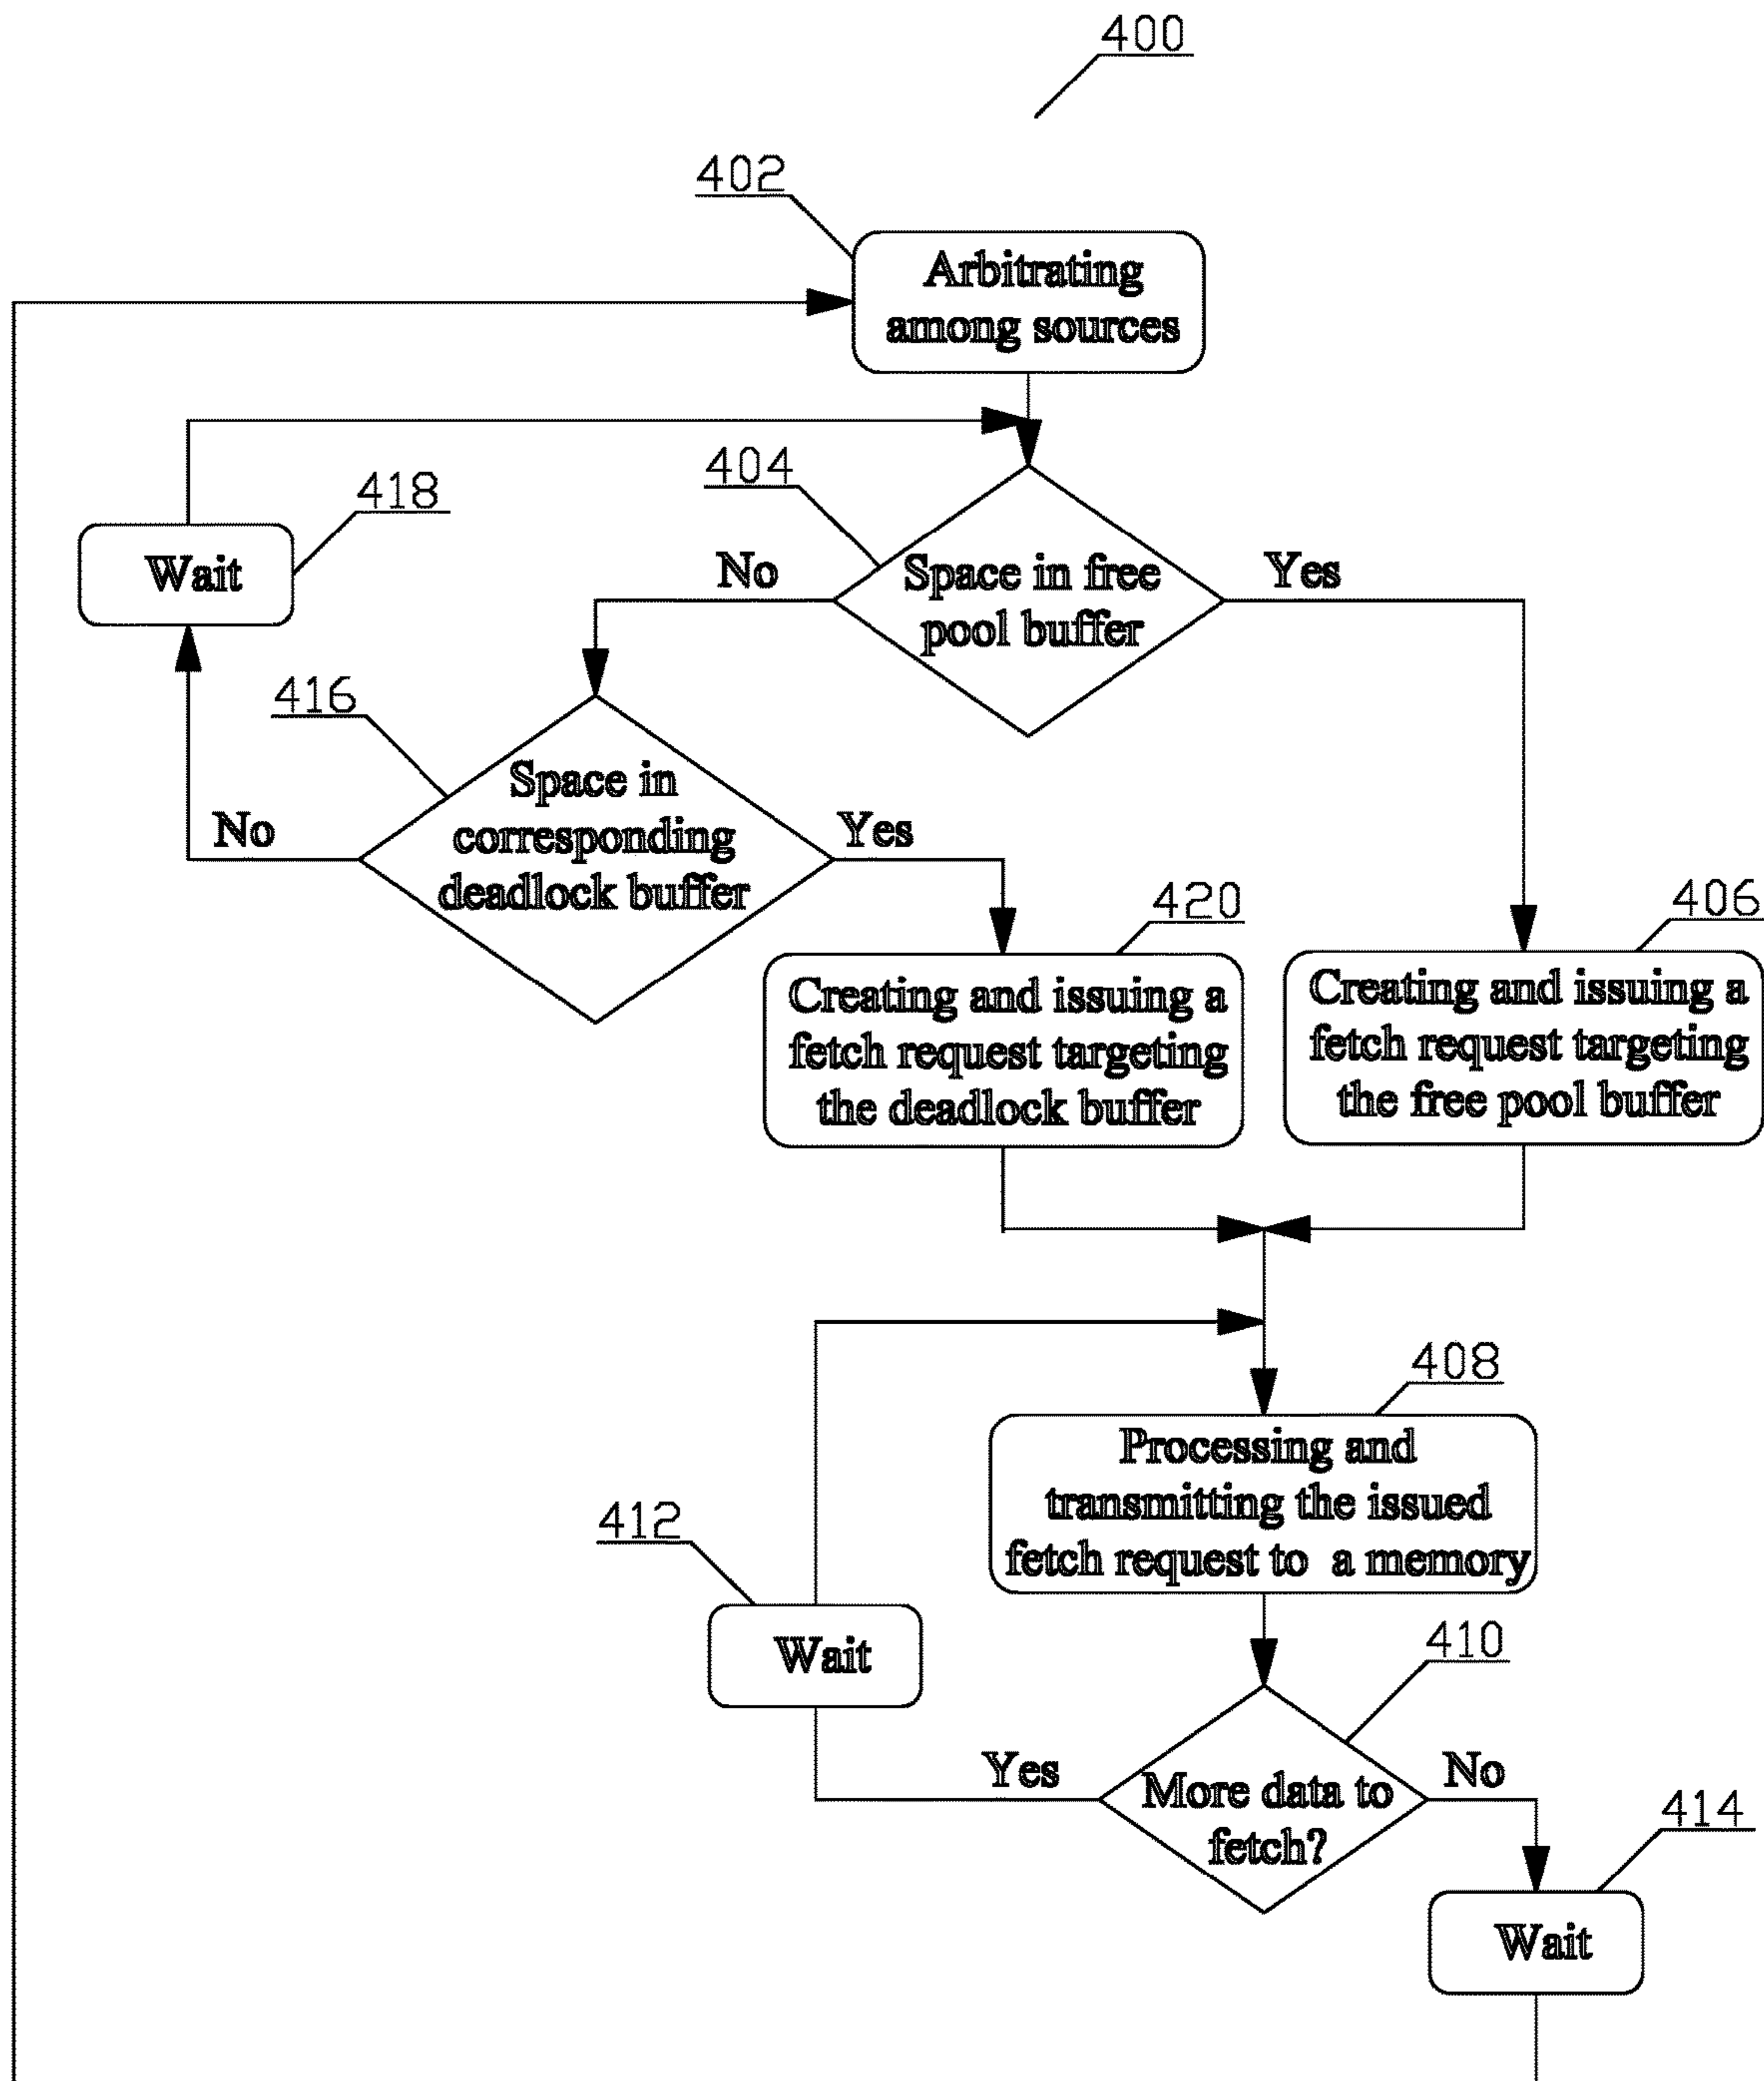 400
402
Arbitrating
among sources
404
418
Wait
No
Space in free
pool buffer
Yes
416
Space in
corresponding
deadlock buffer
No
Yes
420
406
Creating and issuing a
fetch request targeting
the deadlock buffer
Creating and issuing a
fetch request targeting
the free pool buffer
408
Processing and
transmitting the issued
fetch request to a memory
412
Wait
410
Yes
More data to
fetch?
No
414
Wait